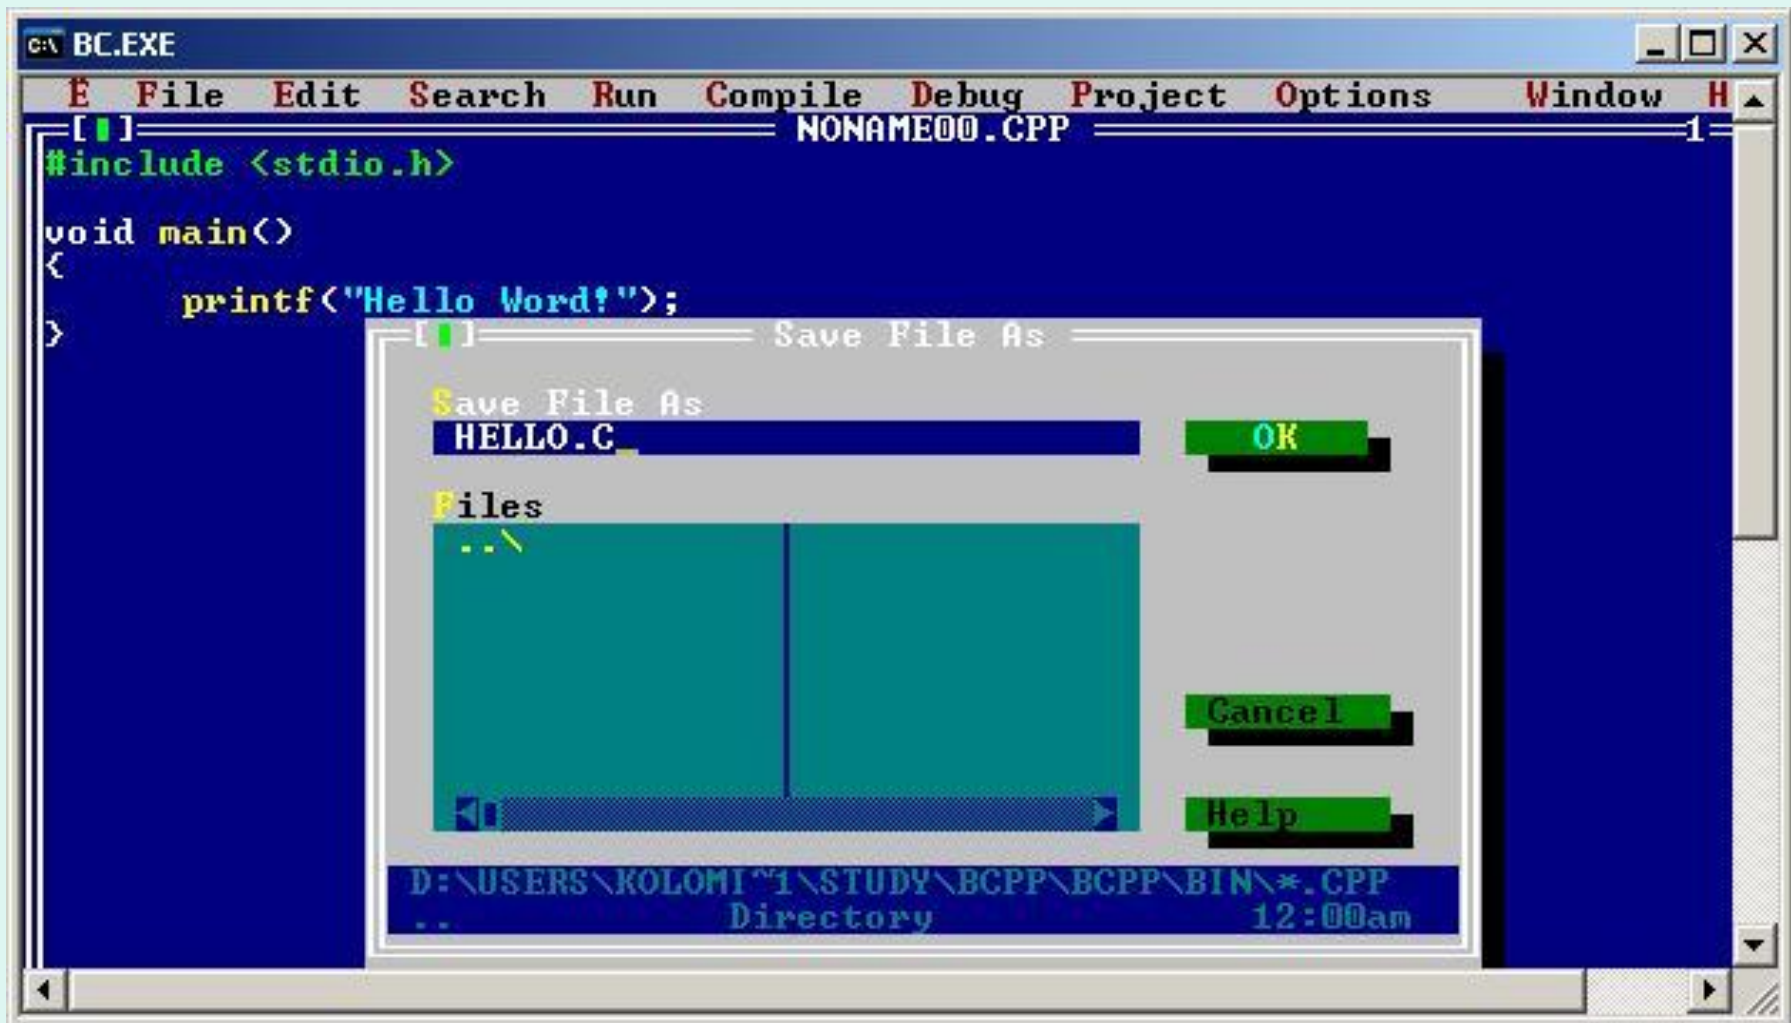 BC.EXE
Ë File Edit Search Run Compile Debug Project Options Window H
[ ] NONAME00.CPP 1
#include <stdio.h>
void main()
{
printf("Hello Word!");
}
[ ] Save File As
Save File As
HELLO.C_
OK
Files
..\
Cancel
Help
D:\USERS\KOLOMI~1\STUDY\BCPP\BCPP\BIN\*.CPP
.. Directory 12:00am